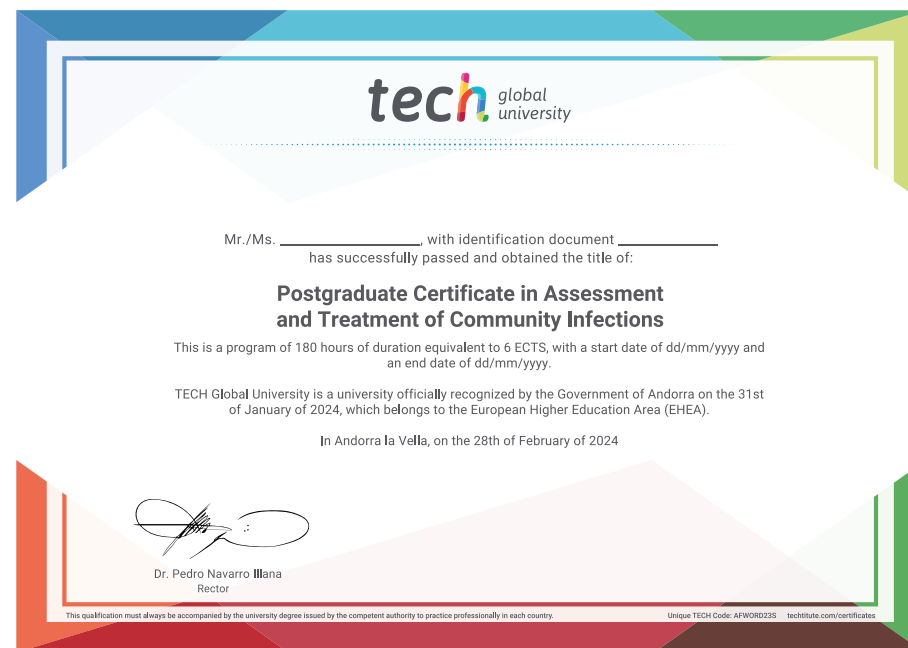 tech global university
Mr./Ms. ____________, with identification document ____________
has successfully passed and obtained the title of:
Postgraduate Certificate in Assessment
and Treatment of Community Infections
This is a program of 180 hours of duration equivalent to 6 ECTS, with a start date of dd/mm/yyyy and
an end date of dd/mm/yyyy.
TECH Global University is a university officially recognized by the Government of Andorra on the 31st
of January of 2024, which belongs to the European Higher Education Area (EHEA).
In Andorra la Vella, on the 28th of February of 2024
Dr. Pedro Navarro Illana
Rector
This qualification must always be accompanied by the university degree issued by the competent authority to practice professionally in each country. Unique TECH Code: AFWORD23S techtitute.com/certificates